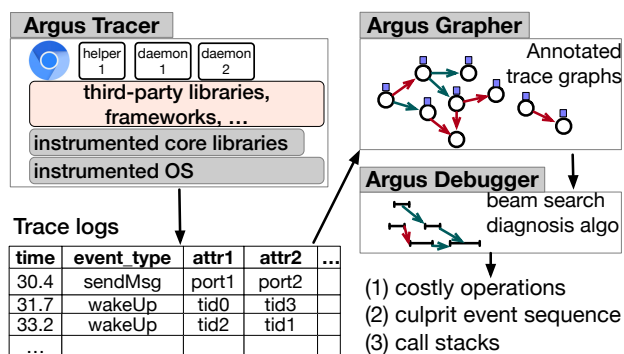 Argus Tracer
helper
1
daemon
1
daemon
2
third-party libraries,
frameworks, ...
instrumented core libraries
instrumented OS
Trace logs
time event_type attr1 attr2 ...
30.4 sendMsg port1 port2
31.7 wakeUp tid0 tid3
33.2 wakeUp tid2 tid1
...
Argus Grapher
Annotated
trace graphs
Argus Debugger
beam search
diagnosis algo
(1) costly operations
(2) culprit event sequence
(3) call stacks